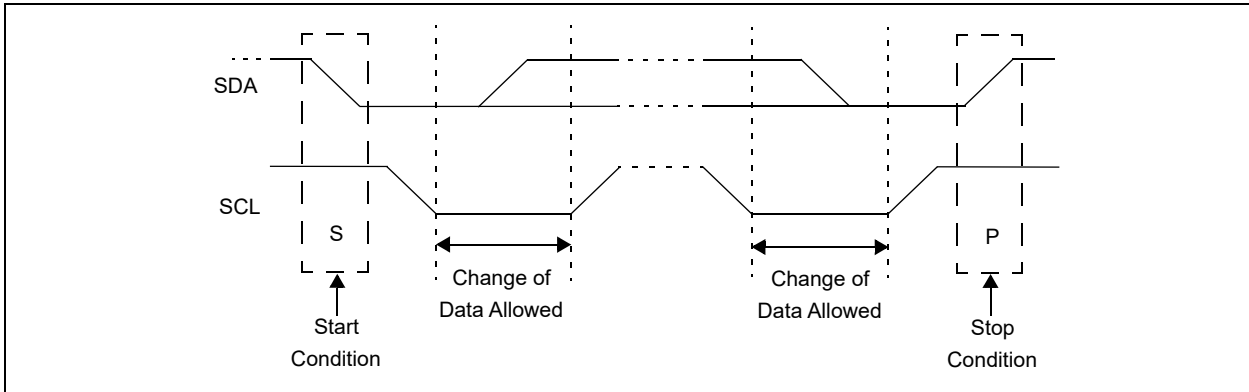 SDA
SCL
S
P
Change of
Data Allowed
Change of
Data Allowed
Start
Condition
Stop
Condition